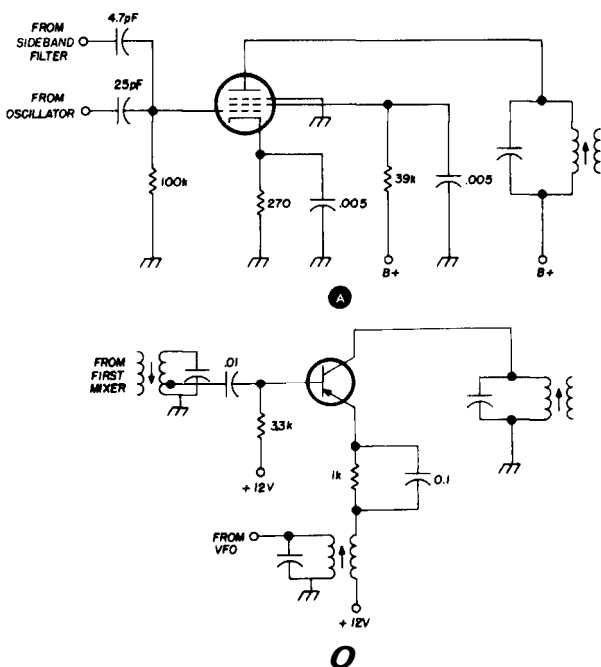 4.7pF
FROM
SIDEBAND
FILTER
25pF
FROM
OSCILLATOR
100k
270
.005
39k
.005
B+
B+
A
FROM
FIRST
MIXER
.01
3.3k
+12V
1k
0.1
FROM
VFO
+12V
O